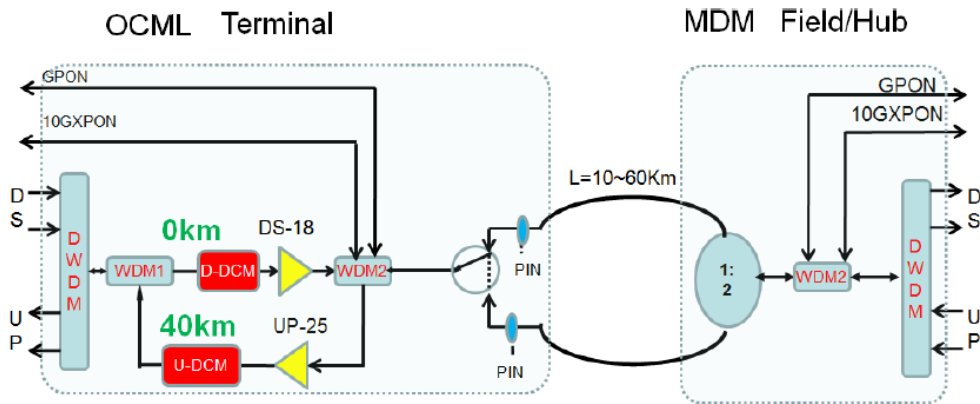 OCML Terminal
MDM Field/Hub
GPON
10GXPON
D
S
U
P
DWDM
WDM1
0km
D-DCM
DS-18
WDM2
40km
U-DCM
UP-25
PIN
PIN
L=10~60Km
1:
2
WDM2
GPON
10GXPON
DWDM
D
S
U
P